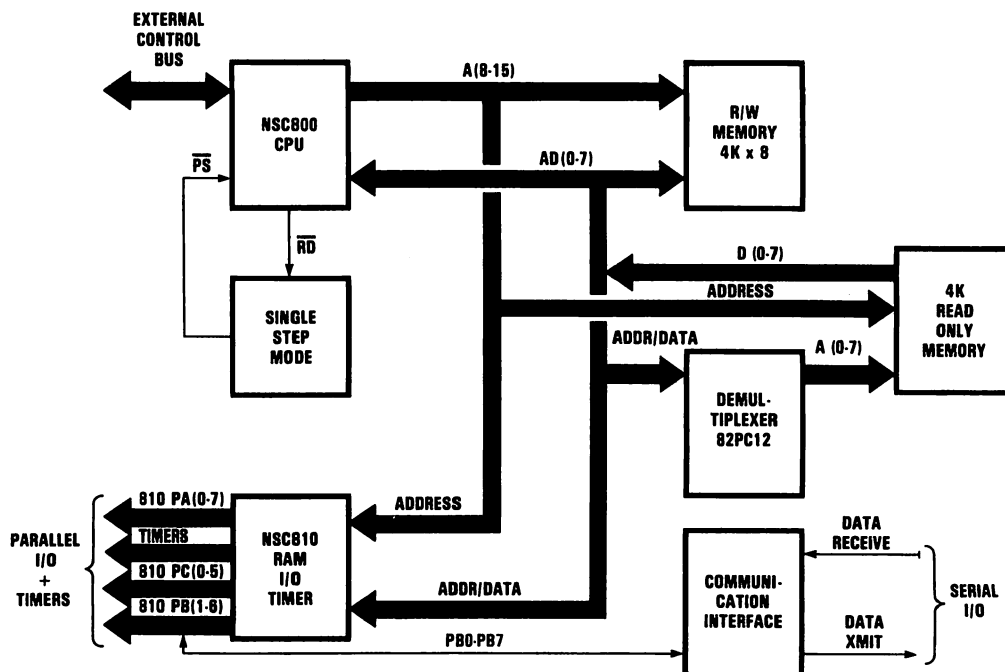 EXTERNAL
CONTROL
BUS
A(8-15)
NSC800
CPU
R/W
MEMORY
4K x 8
PS
AD(0-7)
RD
D (0-7)
ADDRESS
SINGLE
STEP
MODE
4K
READ
ONLY
MEMORY
ADDR/DATA
A (0-7)
DEMUL-
TIPLEXER
82PC12
810 PA(0-7)
TIMERS
810 PC(0-5)
810 PB(1-6)
PARALLEL
I/O
+
TIMERS
NSC810
RAM
I/O
TIMER
ADDRESS
ADDR/DATA
PB0-PB7
COMMUNI-
CATION
INTERFACE
DATA
RECEIVE
DATA
XMIT
SERIAL
I/O